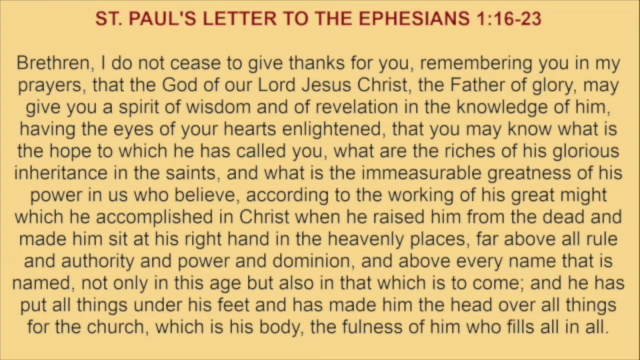 ST. PAUL'S LETTER TO THE EPHESIANS 1:16-23
Brethren, I do not cease to give thanks for you, remembering you in my
prayers, that the God of our Lord Jesus Christ, the Father of glory, may
give you a spirit of wisdom and of revelation in the knowledge of him,
having the eyes of your hearts enlightened, that you may know what is
the hope to which he has called you, what are the riches of his glorious
inheritance in the saints, and what is the immeasurable greatness of his
power in us who believe, according to the working of his great might
which he accomplished in Christ when he raised him from the dead and
made him sit at his right hand in the heavenly places, far above all rule
and authority and power and dominion, and above every name that is
named, not only in this age but also in that which is to come; and he has
put all things under his feet and has made him the head over all things
for the church, which is his body, the fulness of him who fills all in all.